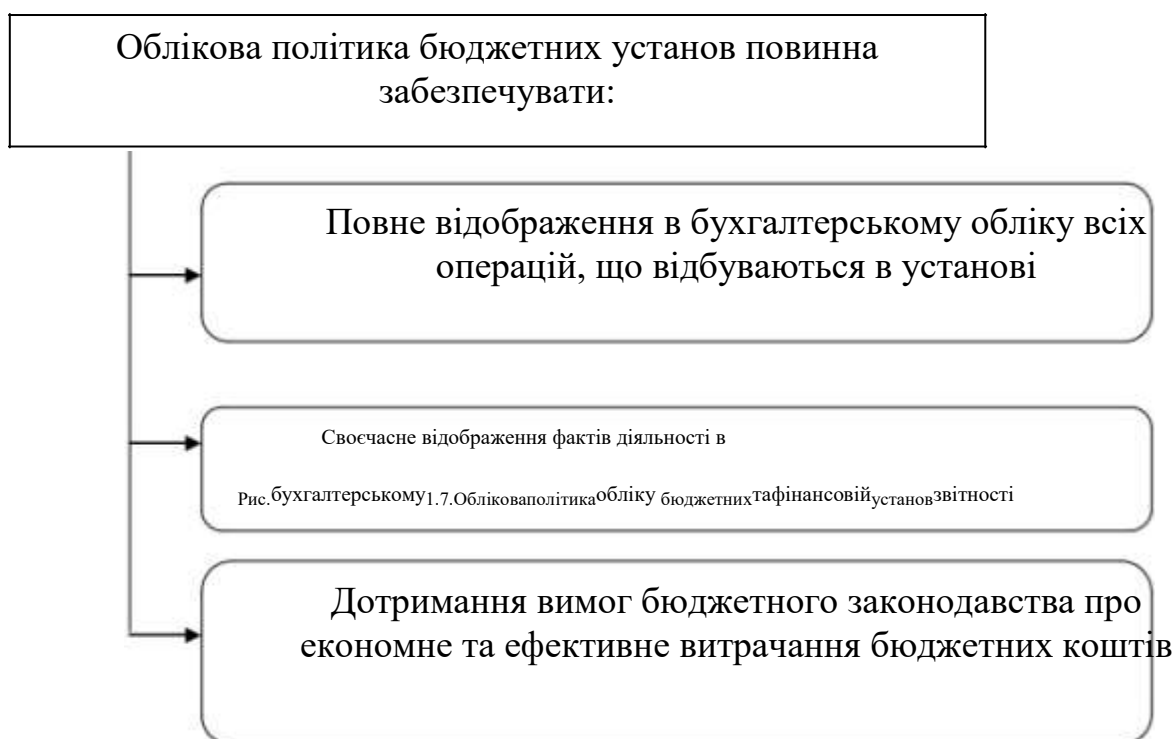 Облікова політика бюджетних установ повинна
забезпечувати:
Повне відображення в бухгалтерському обліку всіх
операцій, що відбуваються в установі
Своєчасне відображення фактів діяльності в
Рис.бухгалтерському1.7.Обліковаполітикаобліку бюджетнихтафінансовійустановзвітності
Дотримання вимог бюджетного законодавства про
економне та ефективне витрачання бюджетних коштів